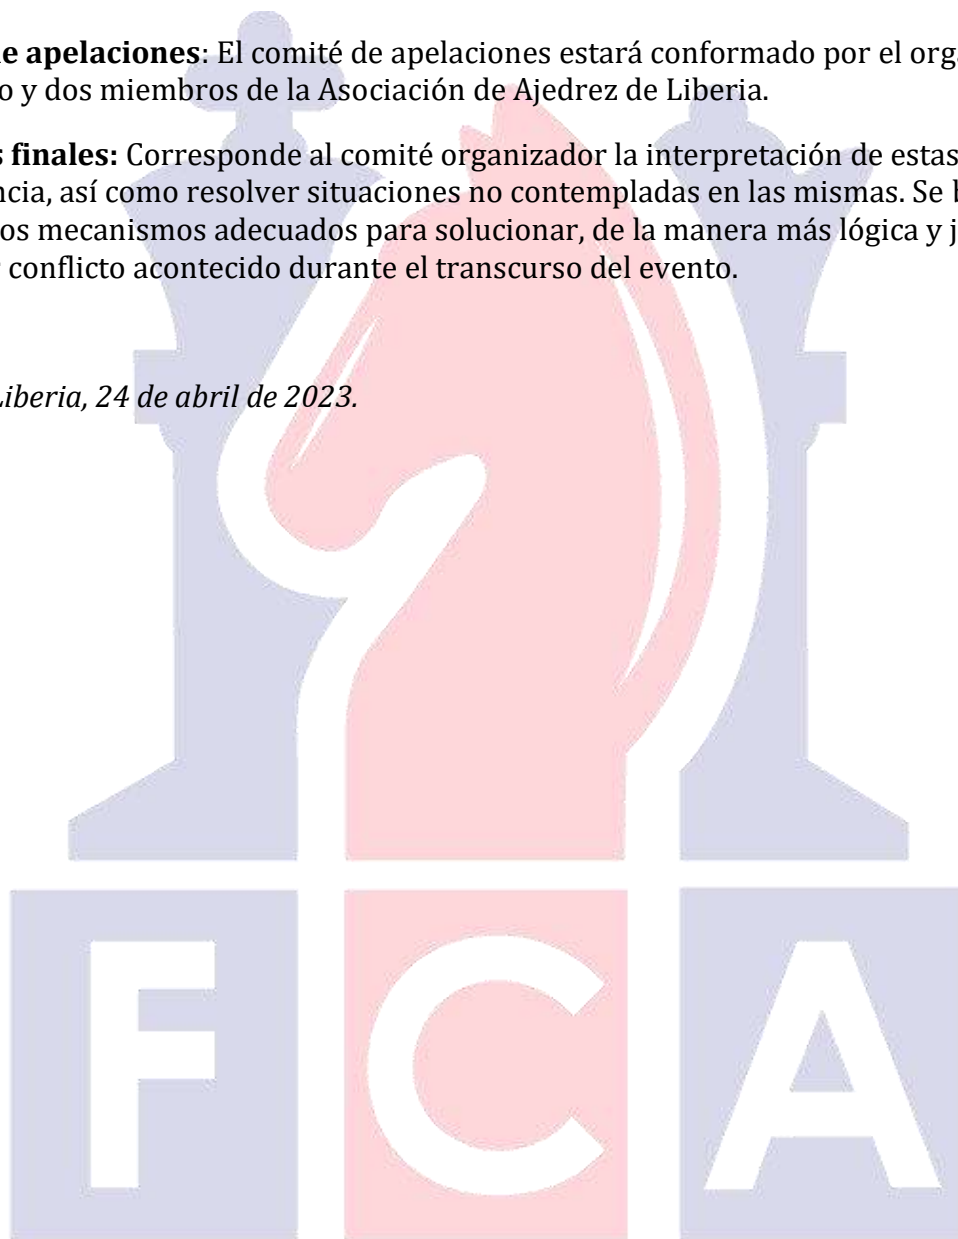 e apelaciones: El comité de apelaciones estará conformado por el org
o y dos miembros de la Asociación de Ajedrez de Liberia.
s finales: Corresponde al comité organizador la interpretación de estas
ncia, así como resolver situaciones no contempladas en las mismas. Se b
os mecanismos adecuados para solucionar, de la manera más lógica y j
conflicto acontecido durante el transcurso del evento.
Liberia, 24 de abril de 2023.
F C A